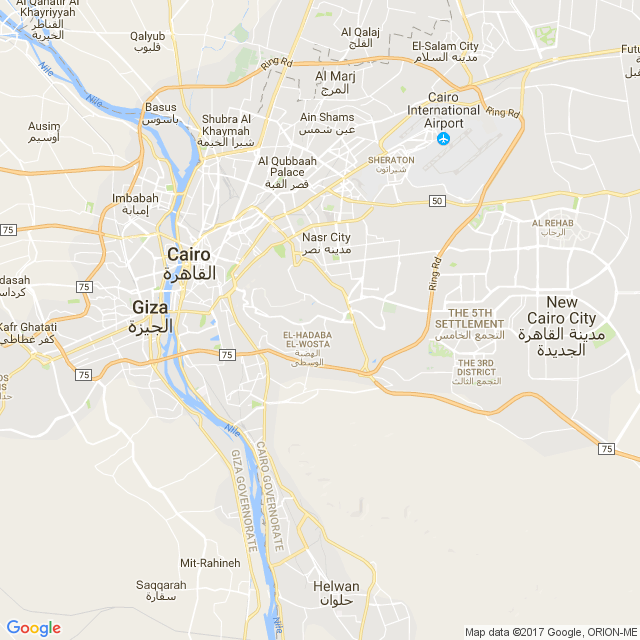 Al Qanatir Al
Khayriyyah
القناطر
الخيرية
Nile
Nile
Qalyub
قليوب
Al Qalaj
القلج
El-Salam City
مدينه السلام
Futu
Ring Rd
Al Marj
المرج
Basus
باسوس
Cairo
International
Airport
Ring Rd
Ausim
أوسيم
Shubra Al
Khaymah
شبرا الخيمة
Ain Shams
عين شمس
Al Qubbaah
Palace
قصر القبة
SHERATON
شيراتون
Imbabah
إمبابة
50
75
AL REHAB
الرحاب
Nasr City
مدينة نصر
Cairo
القاهرة
Ring Rd
dasah
كرداسة
75
Giza
الجيزة
75
New
Cairo City
مدينة القاهرة
الجديدة
THE 5TH
SETTLEMENT
التجمع الخامس
Kafr Ghatati
كفر غطاطي
EL-HADABA
EL-WOSTA
الهضبة
الوسطى
75
THE 3RD
DISTRICT
التجمع الثالث
75
Nile
75
GIZA GOVERNORATE
CAIRO GOVERNORATE
Mit-Rahineh
Saqqarah
سقارة
Helwan
حلوان
Nile
Google
Map data ©2017 Google, ORION-ME